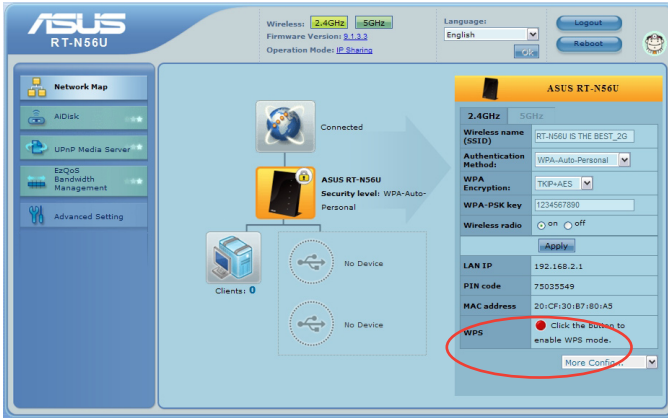 ASUS
RT-N56U
Wireless: 2.4GHz 5GHz
Firmware Version: 9.1.3.3
Operation Mode: IP Sharing
Language:
English
OK
Logout
Reboot
Network Map
AiDisk
UPnP Media Server
EzQoS
Bandwidth
Management
Advanced Setting
Connected
ASUS RT-N56U
Security level: WPA-Auto-
Personal
Clients: 0
No Device
No Device
ASUS RT-N56U
2.4GHz 5GHz
Wireless name
(SSID)
RT-N56U IS THE BEST_2G
Authentication
Method:
WPA-Auto-Personal
WPA
Encryption:
TKIP+AES
WPA-PSK key
1234567890
Wireless radio
on off
Apply
LAN IP
192.168.2.1
PIN code
75035549
MAC address
20:CF:30:B7:80:A5
WPS
Click the button to
enable WPS mode.
More Config...